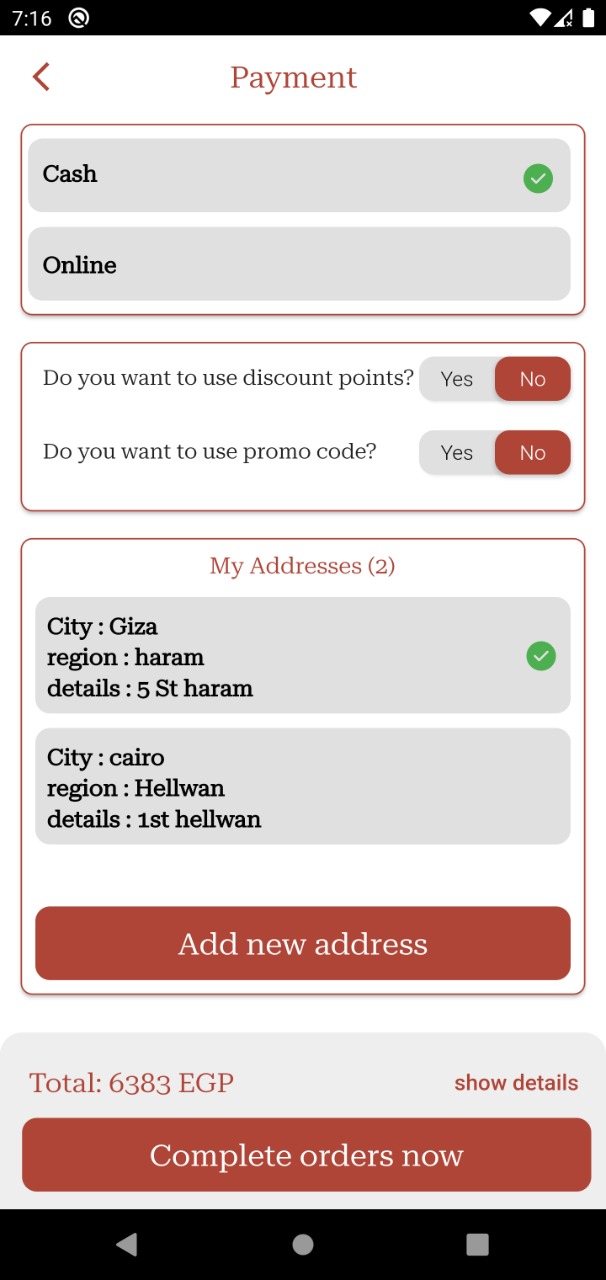 7:16
Payment
Cash
Online
Do you want to use discount points? Yes No
Do you want to use promo code? Yes No
My Addresses (2)
City : Giza
region : haram
details : 5 St haram
City : cairo
region : Hellwan
details : 1st hellwan
Add new address
Total: 6383 EGP show details
Complete orders now